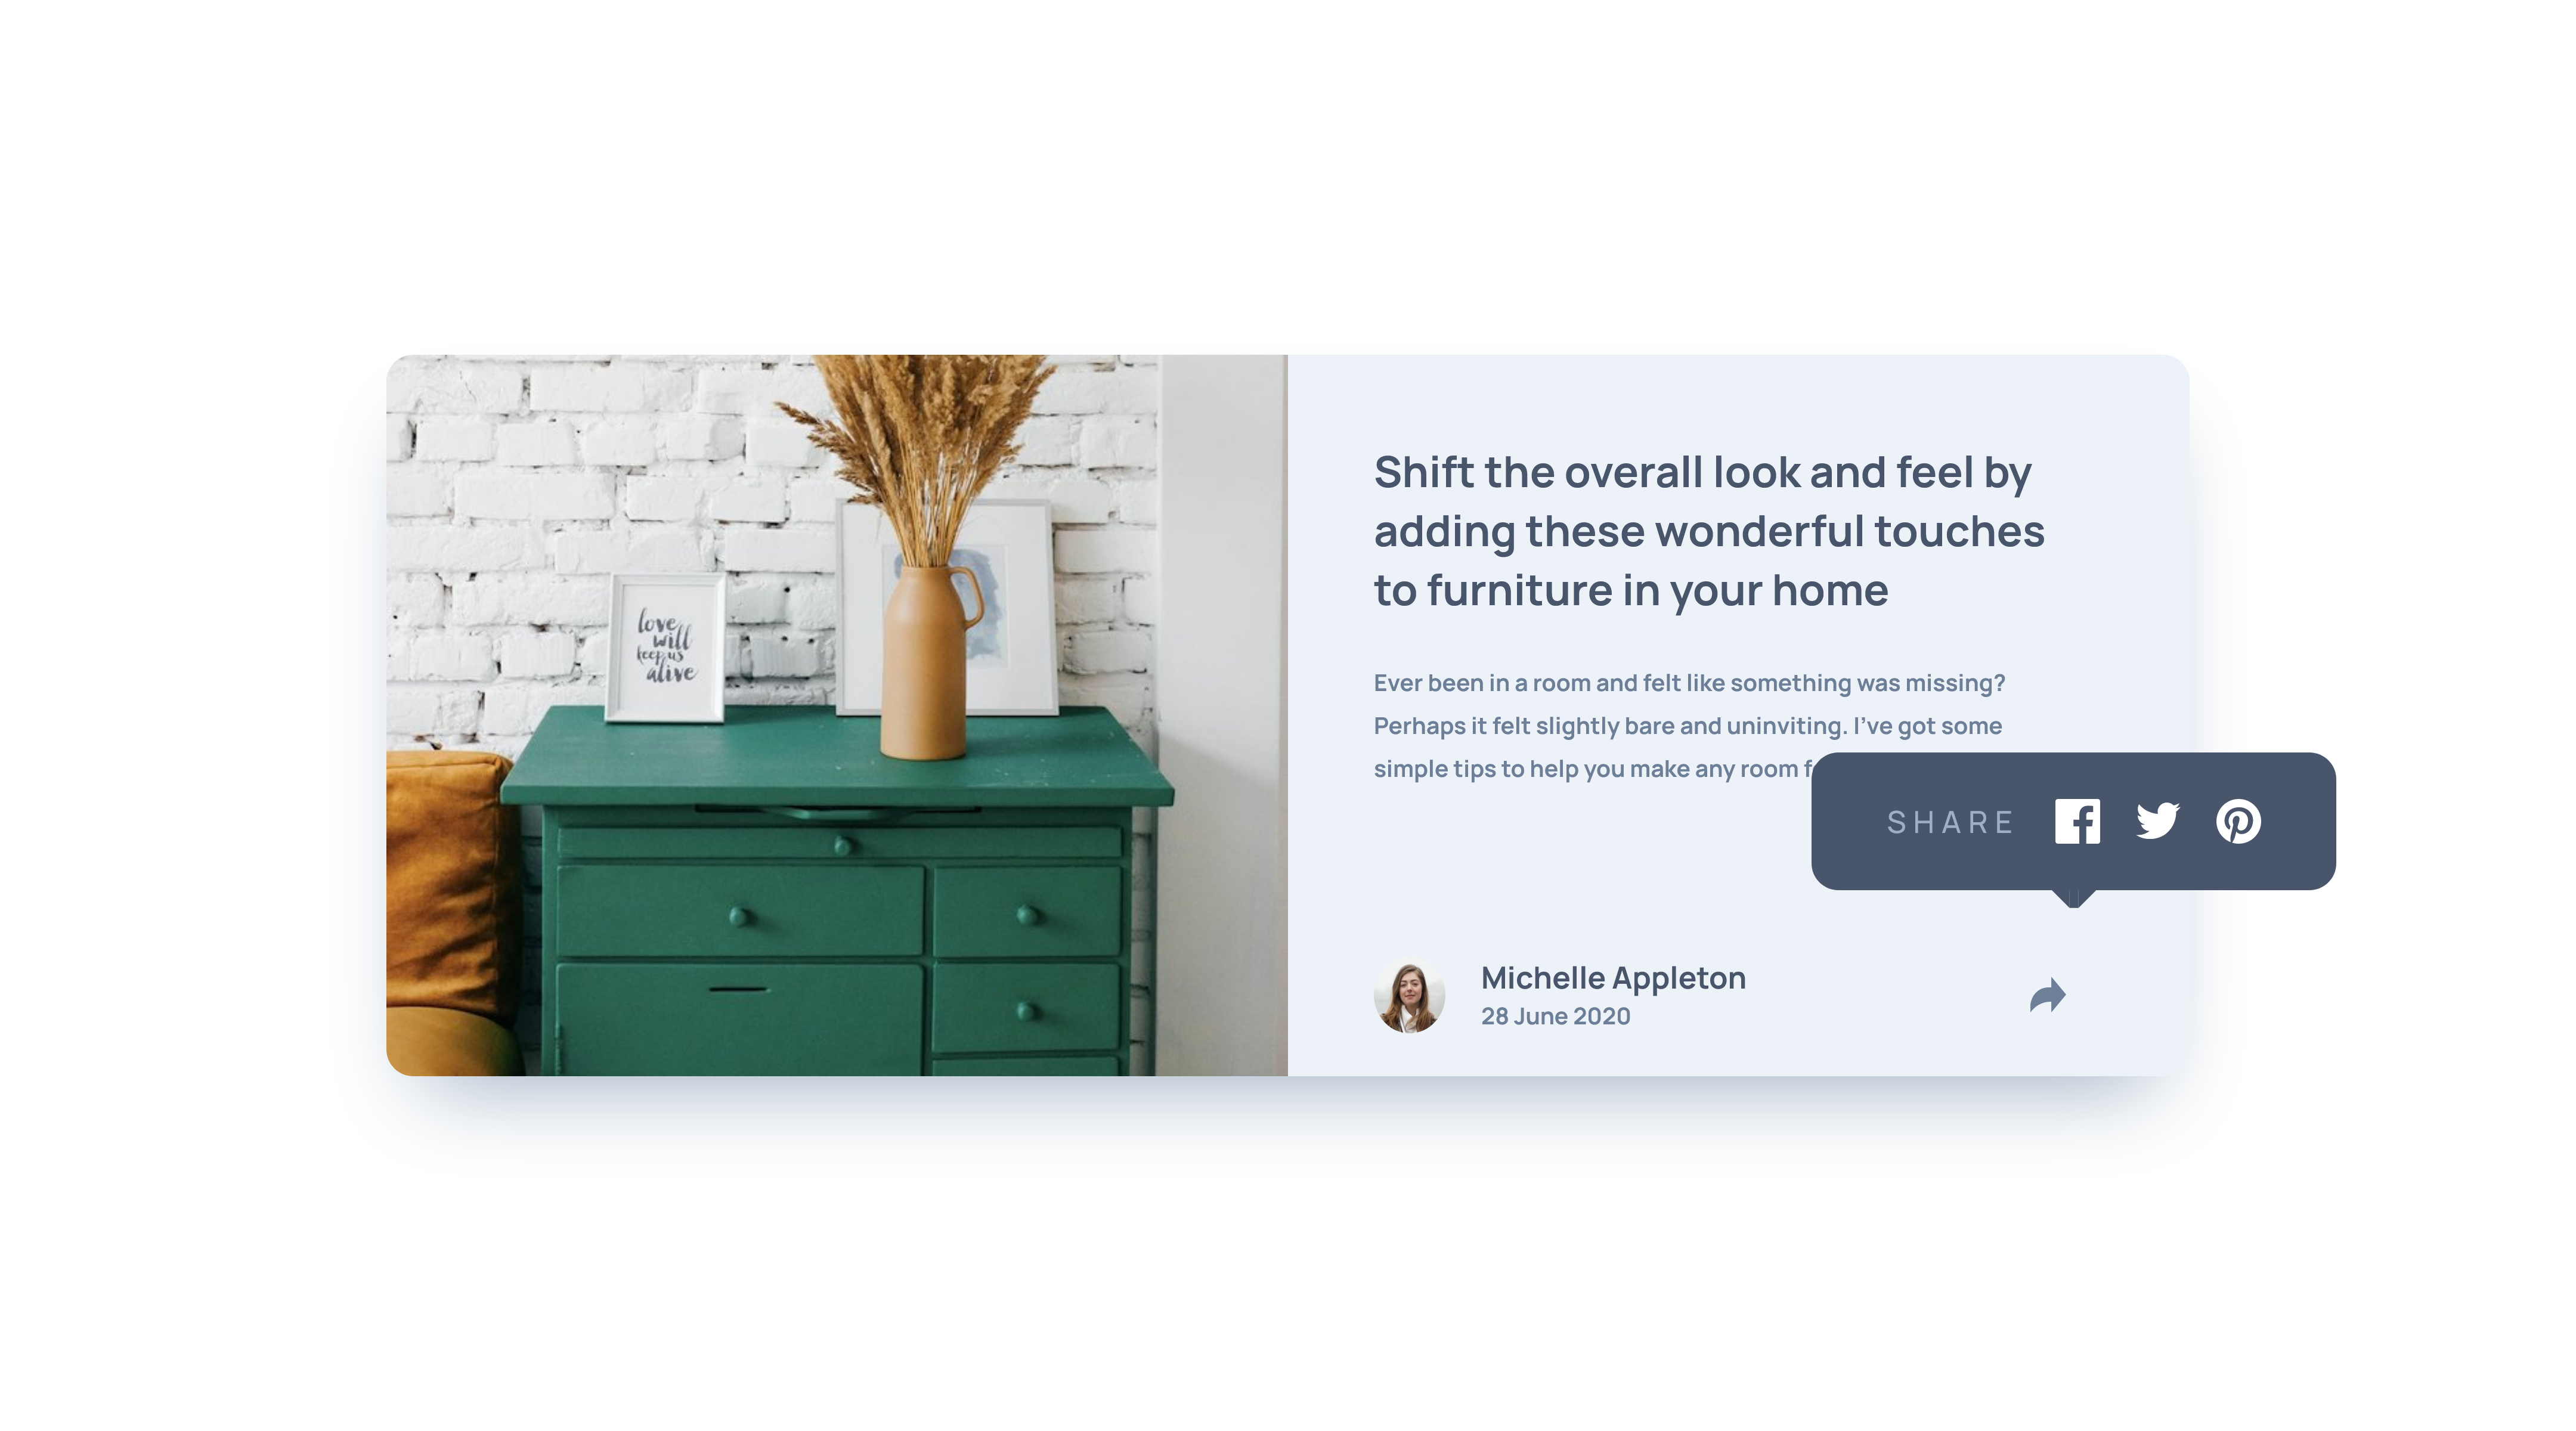 love
will
keep us
alive
Shift the overall look and feel by
adding these wonderful touches
to furniture in your home
Ever been in a room and felt like something was missing?
Perhaps it felt slightly bare and uninviting. I’ve got some
simple tips to help you make any room
SHARE
Michelle Appleton
28 June 2020